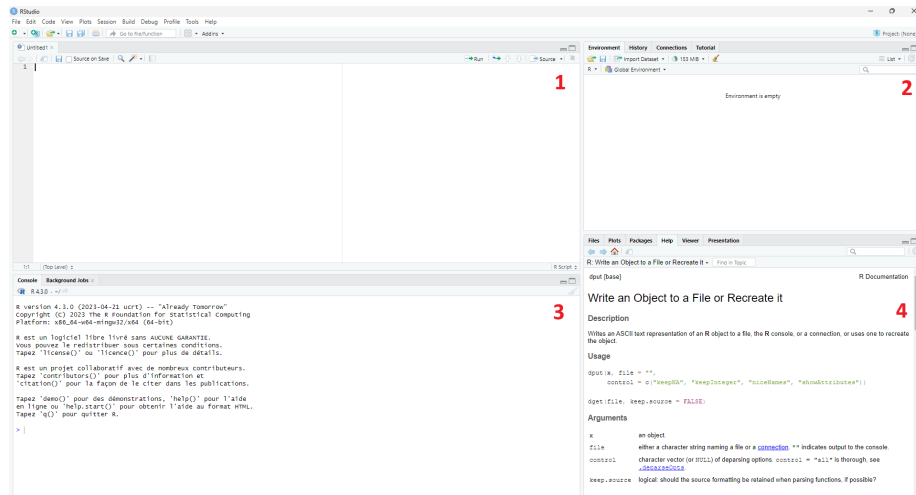 RStudio
File Edit Code View Plots Session Build Debug Profile Tools Help
Go to file/function Addins
Project: (None)
Untitled1
Source on Save Run Source
1
1
1:1 (Top Level) R Script
Environment History Connections Tutorial
Import Dataset 153 MiB List
R Global Environment
2
Environment is empty
Console Background Jobs
R 4.3.0 · ~/
3
R version 4.3.0 (2023-04-21 ucrt) -- "Already Tomorrow"
Copyright (C) 2023 The R Foundation for Statistical Computing
Platform: x86_64-w64-mingw32/x64 (64-bit)
R est un logiciel libre livré sans AUCUNE GARANTIE.
Vous pouvez le redistribuer sous certaines conditions.
Tapez 'license()' ou 'licence()' pour plus de détails.
R est un projet collaboratif avec de nombreux contributeurs.
Tapez 'contributors()' pour plus d'information et
'citation()' pour la façon de le citer dans les publications.
Tapez 'demo()' pour des démonstrations, 'help()' pour l'aide
en ligne ou 'help.start()' pour obtenir l'aide au format HTML.
Tapez 'q()' pour quitter R.
>
Files Plots Packages Help Viewer Presentation
R: Write an Object to a File or Recreate it Find in Topic
dput {base} R Documentation
4
Write an Object to a File or Recreate it
Description
Writes an ASCII text representation of an R object to a file, the R console, or a connection, or uses one to recreate
the object.
Usage
dput(x, file = "",
control = c("keepNA", "keepInteger", "niceNames", "showAttributes"))
dget(file, keep.source = FALSE)
Arguments
x an object.
file either a character string naming a file or a connection. "" indicates output to the console.
control character vector (or NULL) of deparsing options. control = "all" is thorough, see
.deparseOpts.
keep.source logical: should the source formatting be retained when parsing functions, if possible?